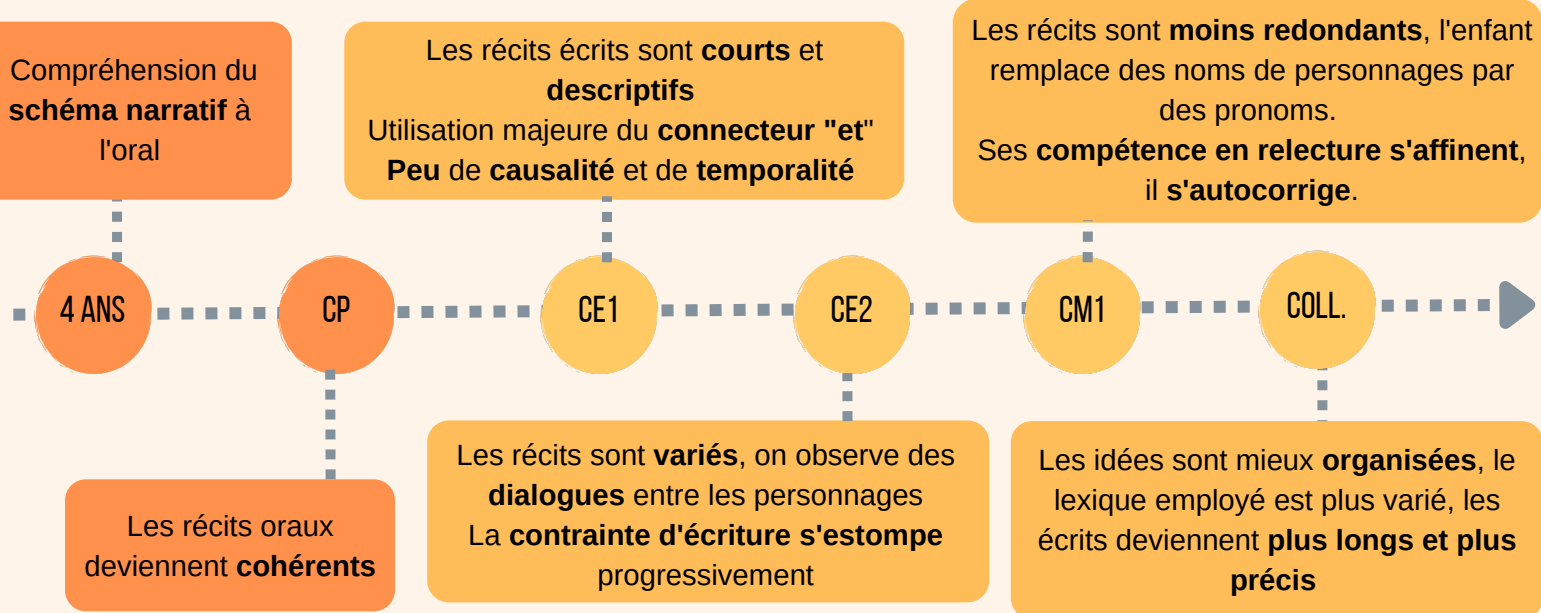 Compréhension du
schéma narratif à
l'oral
Les récits écrits sont courts et
descriptifs
Utilisation majeure du connecteur "et"
Peu de causalité et de temporalité
Les récits sont moins redondants, l'enfant
remplace des noms de personnages par
des pronoms.
Ses compétence en relecture s'affinent,
il s'autocorrige.
4 ANS
CP
CE1
CE2
CM1
COLL.
Les récits oraux
deviennent cohérents
Les récits sont variés, on observe des
dialogues entre les personnages
La contrainte d'écriture s'estompe
progressivement
Les idées sont mieux organisées, le
lexique employé est plus varié, les
écrits deviennent plus longs et plus
précis